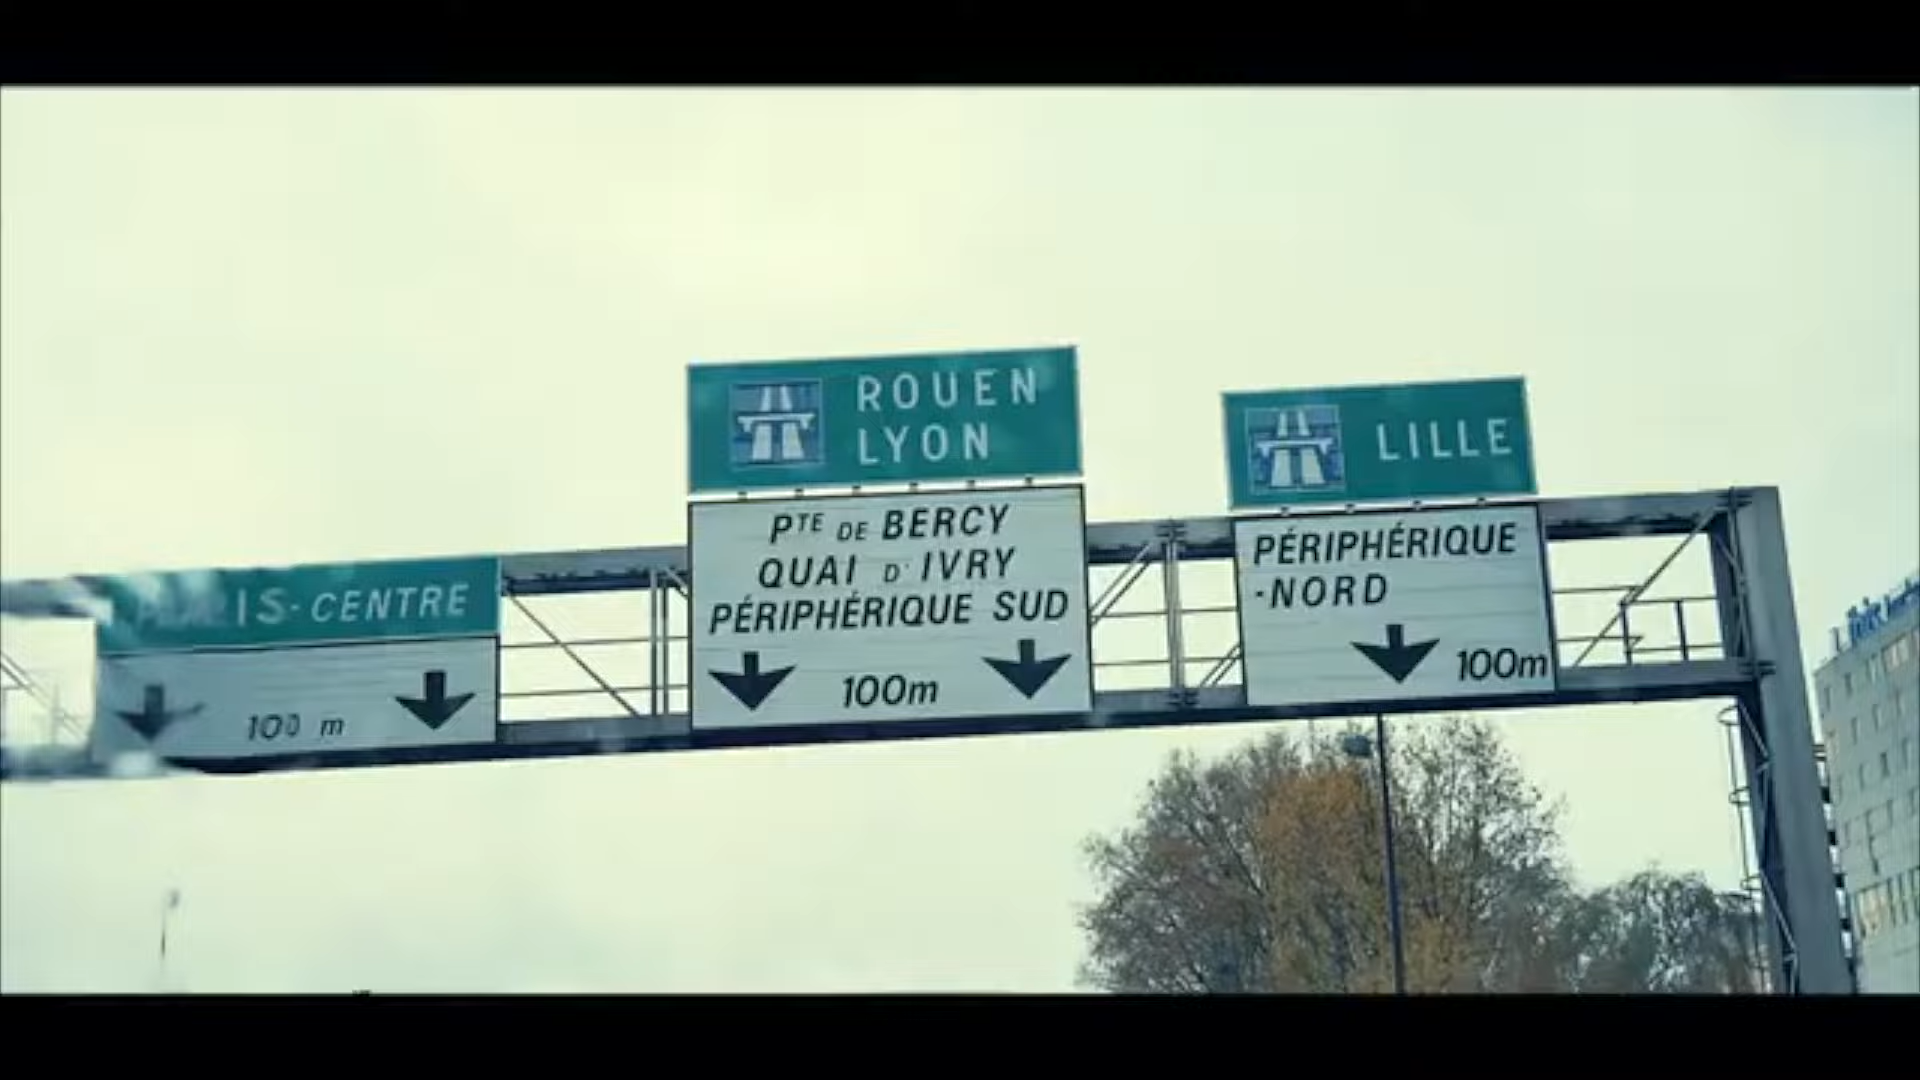 IS-CENTRE
100 m
ROUEN
LYON
PTE DE BERCY
QUAI D'IVRY
PÉRIPHÉRIQUE SUD
100m
LILLE
PÉRIPHÉRIQUE
-NORD
100m